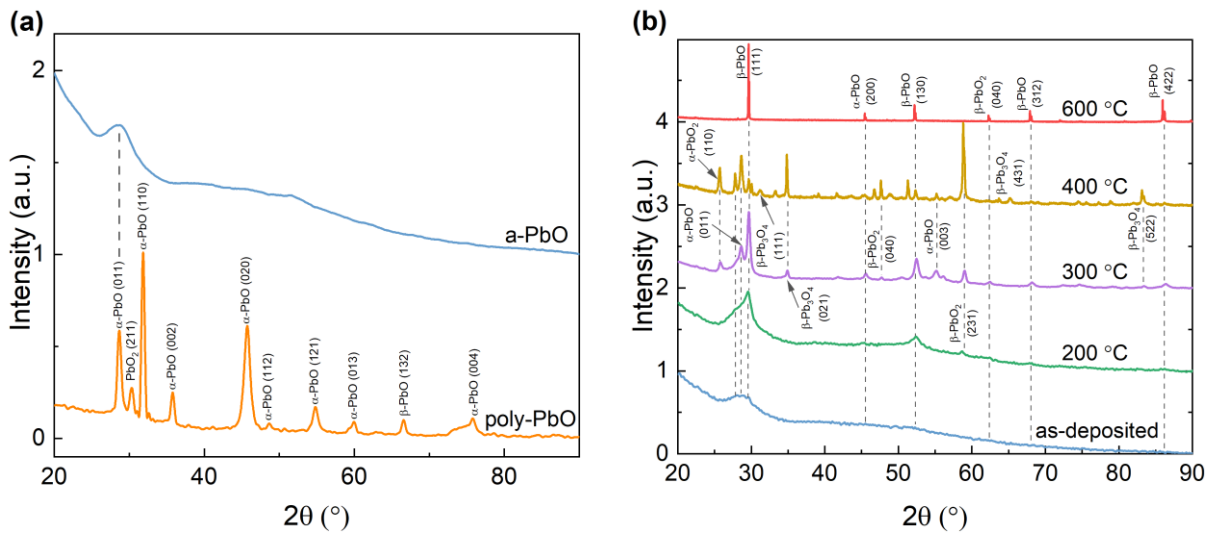 (a)
2
1
0
Intensity (a.u.)
a-PbO
poly-PbO
α-PbO (011)
PbO₂ (211)
α-PbO (110)
α-PbO (002)
α-PbO (020)
α-PbO (112)
α-PbO (121)
α-PbO (013)
β-PbO (132)
α-PbO (004)
20
40
60
80
2θ (°)
(b)
4
3
2
1
0
Intensity (a.u.)
β-PbO
(111)
α-PbO
(200)
β-PbO
(130)
β-PbO₂
(040)
β-PbO
(312)
β-PbO
(422)
600 °C
α-PbO₂
(110)
β-Pb₃O₄
(431)
400 °C
α-PbO
(011)
β-Pb₃O₄
(111)
β-PbO₂
(040)
α-PbO
(003)
β-Pb₃O₄
(522)
300 °C
β-Pb₃O₄
(021)
β-PbO₂
(231)
200 °C
as-deposited
20
30
40
50
60
70
80
90
2θ (°)